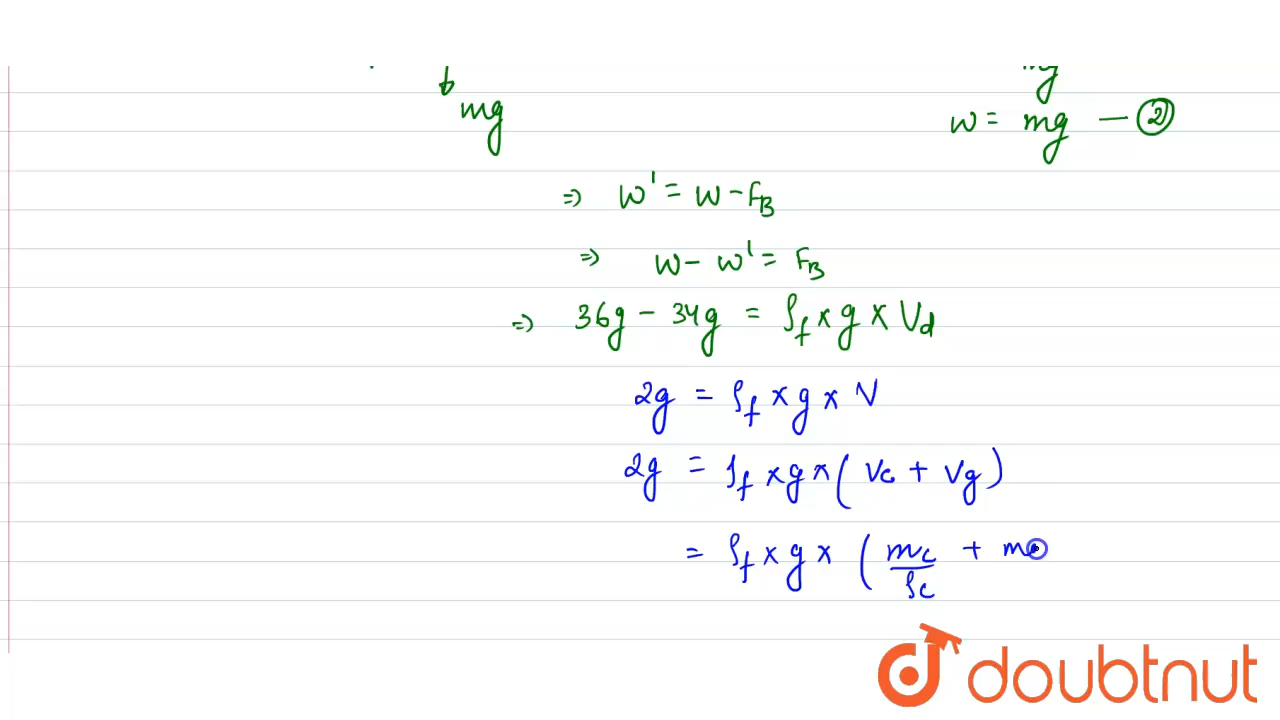 mg
mg
w = mg — ②
⇒ w' = w − F_B
⇒ w − w' = F_B
⇒ 36g − 34g = ρ_f × g × V_d
2g = ρ_f × g × V
2g = ρ_f × g × ( V_c + V_g )
= ρ_f × g × ( m_c/ρ_c + m
doubtnut